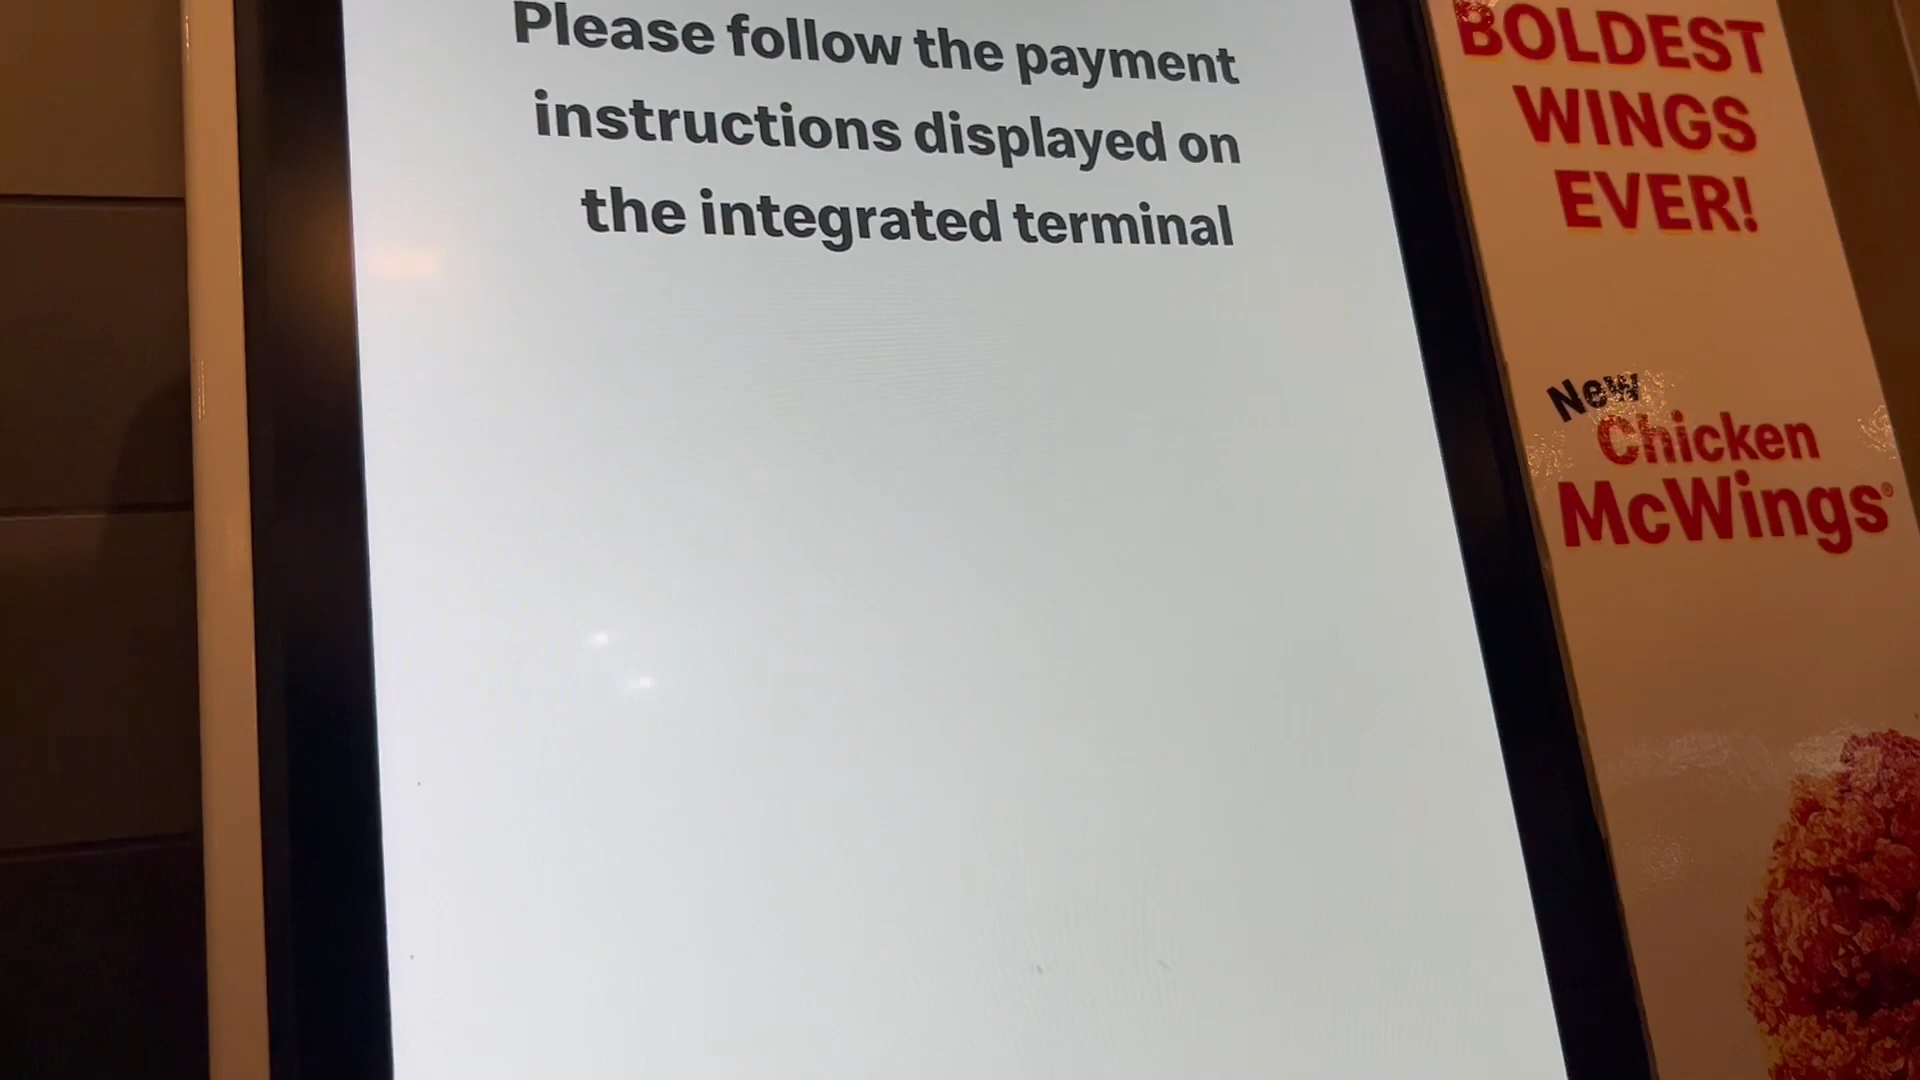 Please follow the payment
instructions displayed on
the integrated terminal
BOLDEST
WINGS
EVER!
New
Chicken
McWings®